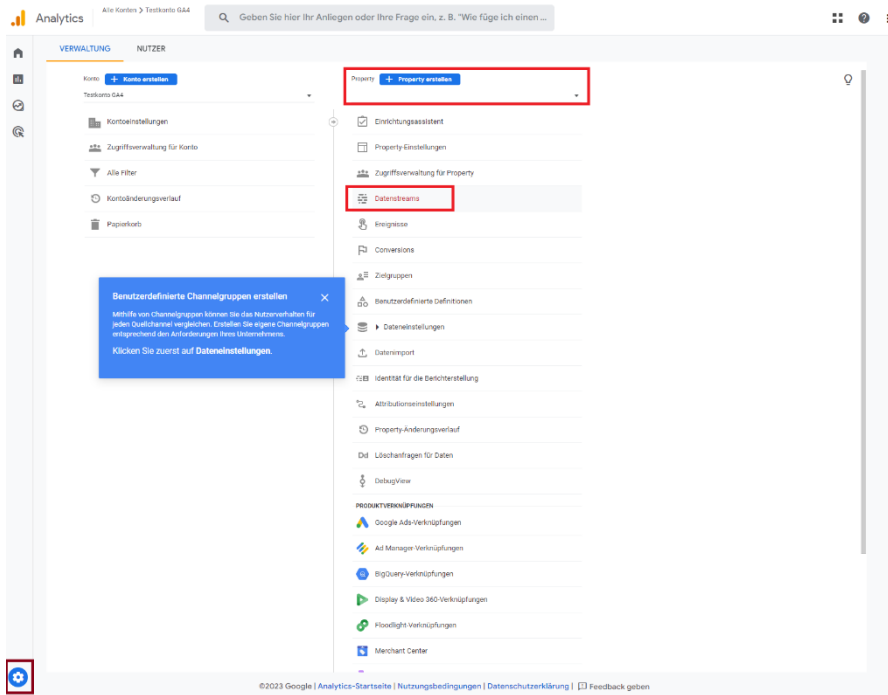 Analytics
Alle Konten > Testkonto GA4
Geben Sie hier Ihr Anliegen oder Ihre Frage ein, z. B. "Wie füge ich einen ...
VERWALTUNG NUTZER
Konto + Konto erstellen
Testkonto GA4
Kontoeinstellungen
Zugriffsverwaltung für Konto
Alle Filter
Kontoänderungsverlauf
Papierkorb
Benutzerdefinierte Channelgruppen erstellen
Mithilfe von Channelgruppen können Sie das Nutzerverhalten für
jeden Quellchannel vergleichen. Erstellen Sie eigene Channelgruppen
entsprechend den Anforderungen Ihres Unternehmens.
Klicken Sie zuerst auf Dateneinstellungen.
Property + Property erstellen
Einrichtungsassistent
Property-Einstellungen
Zugriffsverwaltung für Property
Datenstreams
Ereignisse
Conversions
Zielgruppen
Benutzerdefinierte Definitionen
Dateneinstellungen
Datenimport
Identität für die Berichterstellung
Attributionseinstellungen
Property-Änderungsverlauf
Dd Löschanfragen für Daten
DebugView
PRODUKTVERKNÜPFUNGEN
Google Ads-Verknüpfungen
Ad Manager-Verknüpfungen
BigQuery-Verknüpfungen
Display & Video 360-Verknüpfungen
Floodlight-Verknüpfungen
Merchant Center
©2023 Google | Analytics-Startseite | Nutzungsbedingungen | Datenschutzerklärung | Feedback geben